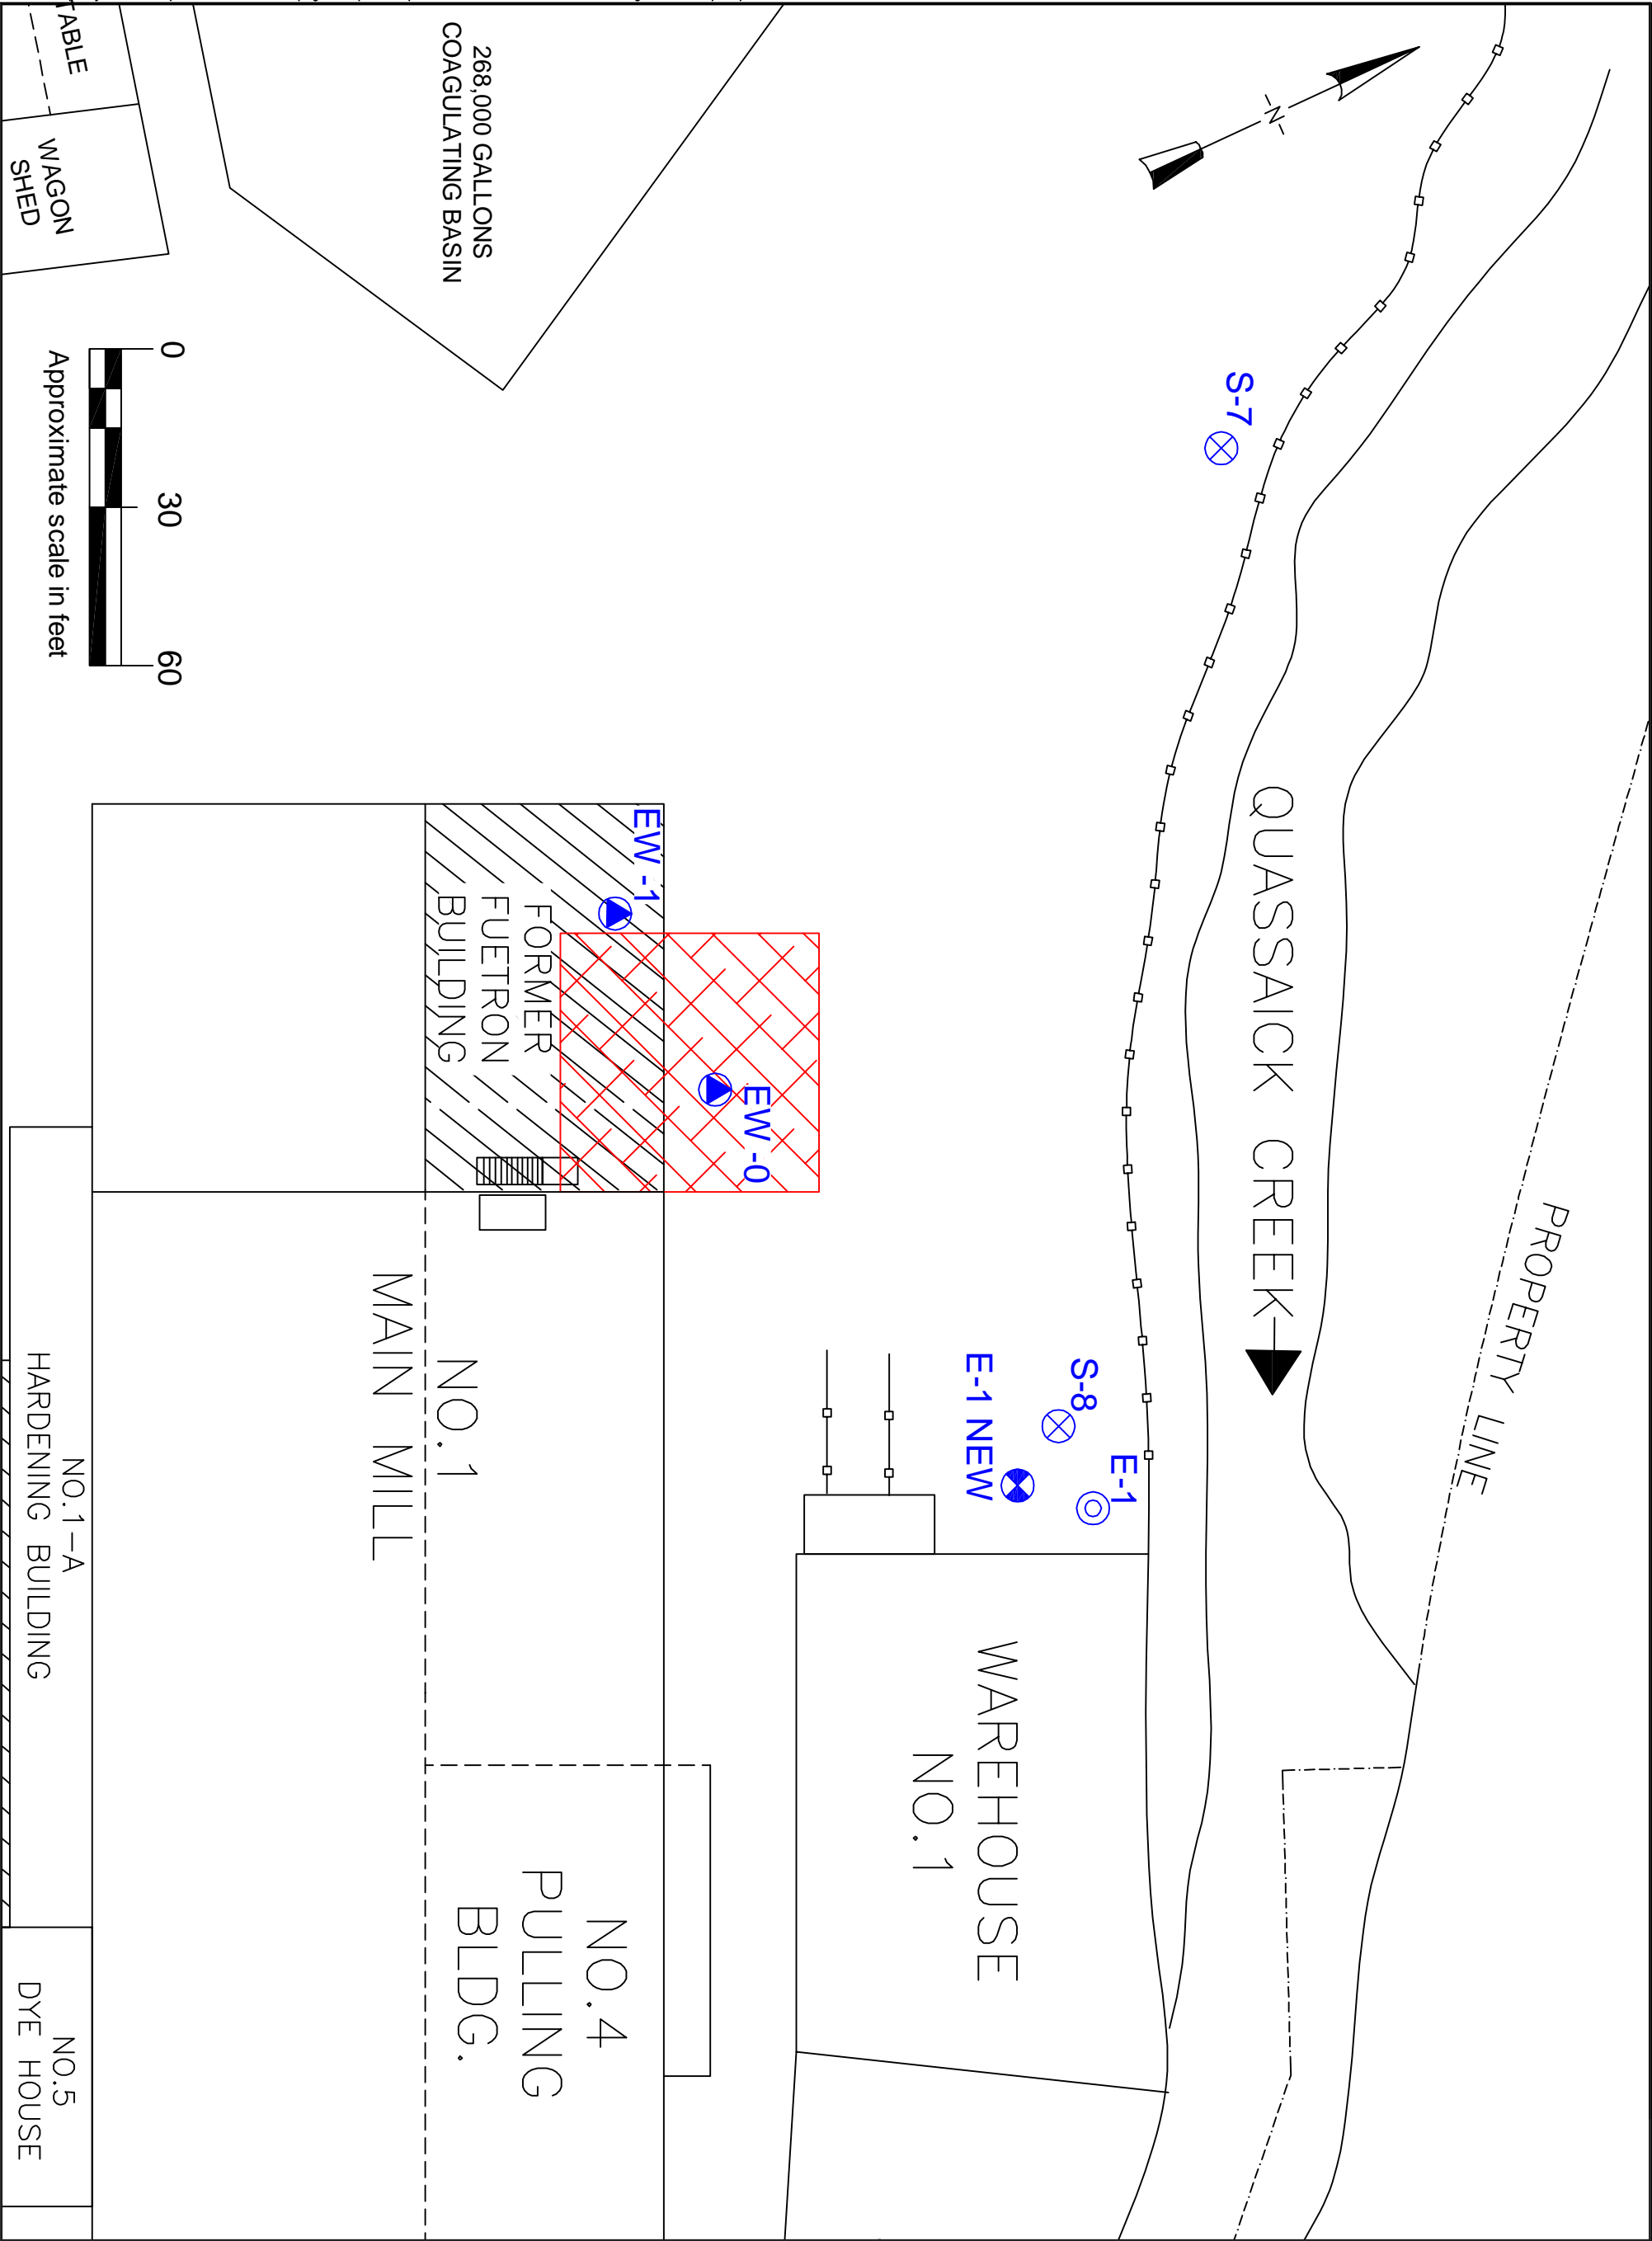 TABLE
WAGON
SHED
268,000 GALLONS
COAGULATING BASIN
-N-
S-7
0
30
60
Approximate scale in feet
QUASSAICK CREEK
PROPERTY LINE
EW -1
FORMER
FUETRON
BUILDING
EW -0
S-8
E-1
E-1 NEW
NO.1
MAIN MILL
WAREHOUSE
NO.1
NO.1-A
HARDENING BUILDING
NO.4
PULLING
BLDG.
NO.5
DYE HOUSE